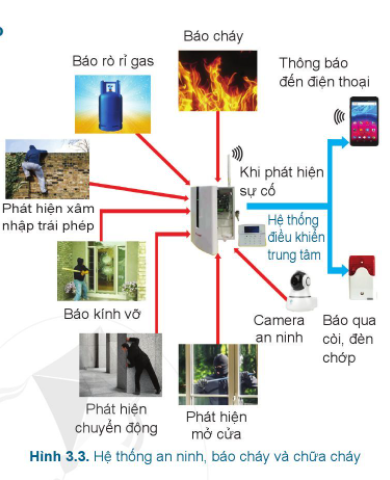 Báo cháy
Báo rò rỉ gas
Thông báo
đến điện thoại
Khi phát hiện
sự cố
Phát hiện xâm
nhập trái phép
Hệ thống
điều khiển
trung tâm
Báo kính vỡ
Camera
an ninh
Báo qua
còi, đèn
chớp
Phát hiện
chuyển động
Phát hiện
mở cửa
Hình 3.3. Hệ thống an ninh, báo cháy và chữa cháy